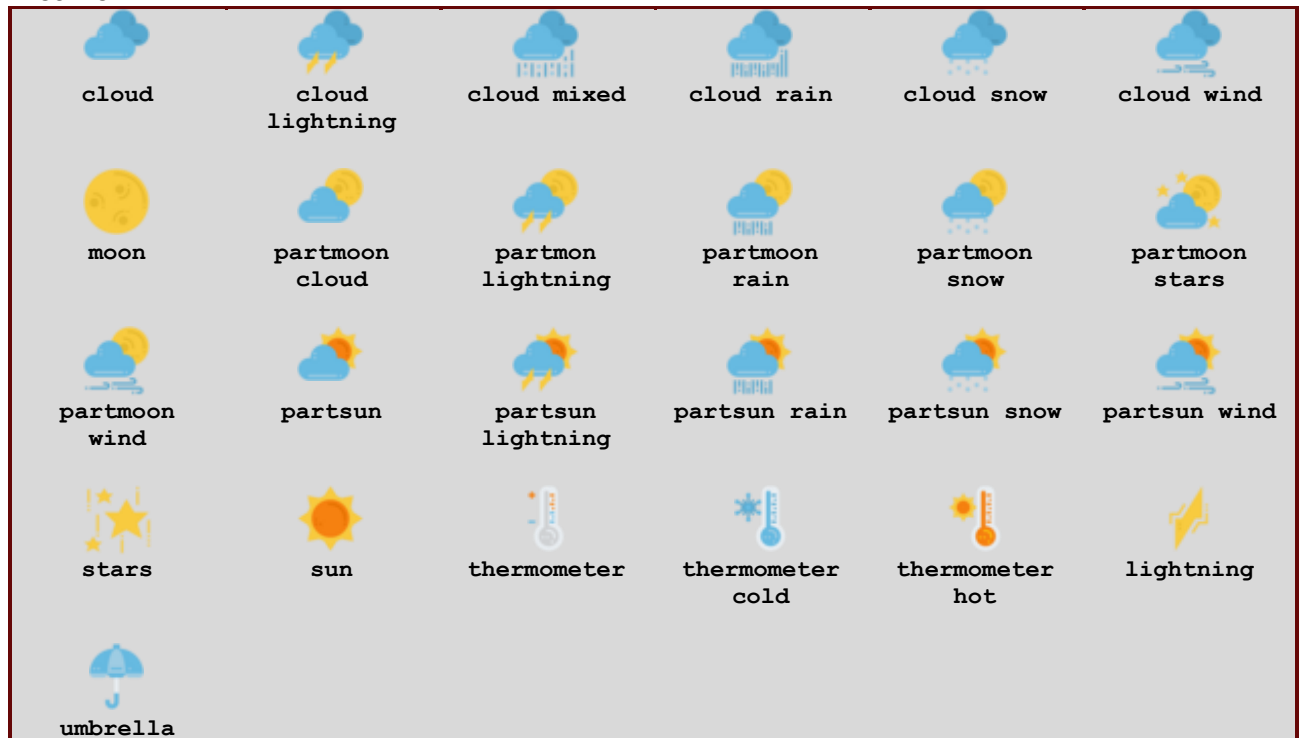 cloud cloud cloud mixed cloud rain cloud snow cloud wind
lightning
moon partmoon partmon partmoon partmoon partmoon
cloud lightning rain snow stars
partmoon partsun partsun partsun rain partsun snow partsun wind
wind lightning
stars sun thermometer thermometer thermometer lightning
cold hot
umbrella